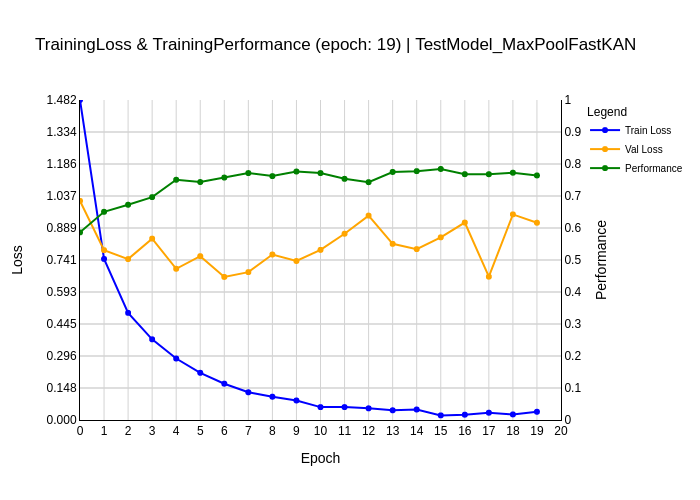 TrainingLoss & TrainingPerformance (epoch: 19) | TestModel_MaxPoolFastKAN
1.482
1.334
1.186
1.037
0.889
0.741
0.593
0.445
0.296
0.148
0.000
Loss
1
0.9
0.8
0.7
0.6
0.5
0.4
0.3
0.2
0.1
0
Performance
Legend
Train Loss
Val Loss
Performance
0 1 2 3 4 5 6 7 8 9 10 11 12 13 14 15 16 17 18 19 20
Epoch